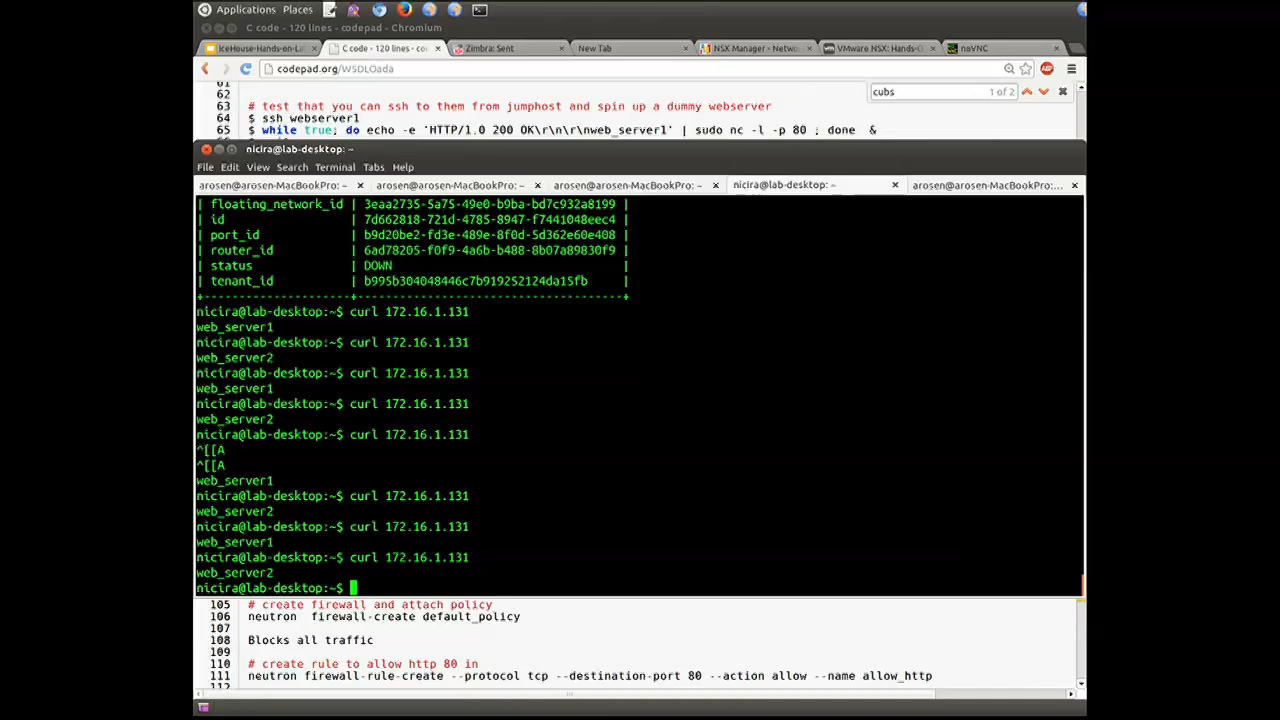 Applications Places
C code - 120 lines - codepad - Chromium
IceHouse-Hands-on-La
C code - 120 lines - co
Zimbra: Sent
New Tab
NSX Manager - Netwo
VMware NSX: Hands-O
noVNC
codepad.org/WSDLOada
61
62
cubs 1 of 2
63 # test that you can ssh to them from jumphost and spin up a dummy webserver
64 $ ssh webserver1
65 $ while true; do echo -e 'HTTP/1.0 200 OK\r\n\r\nweb_server1' | sudo nc -l -p 80 ; done &
nicira@lab-desktop: ~
File Edit View Search Terminal Tabs Help
arosen@arosen-MacBookPro: ~
arosen@arosen-MacBookPro: ~
arosen@arosen-MacBookPro: ~
nicira@lab-desktop: ~
arosen@arosen-MacBookPro:...
| floating_network_id | 3eaa2735-5a75-49e0-b9ba-bd7c932a8199 |
| id | 7d662818-721d-4785-8947-f7441048eec4 |
| port_id | b9d20be2-fd3e-489e-8f0d-5d362e60e408 |
| router_id | 6ad78205-f0f9-4a6b-b488-8b07a89830f9 |
| status | DOWN |
| tenant_id | b995b304048446c7b919252124da15fb |
+---------------------+--------------------------------------+
nicira@lab-desktop:~$ curl 172.16.1.131
web_server1
nicira@lab-desktop:~$ curl 172.16.1.131
web_server2
nicira@lab-desktop:~$ curl 172.16.1.131
web_server1
nicira@lab-desktop:~$ curl 172.16.1.131
web_server2
nicira@lab-desktop:~$ curl 172.16.1.131
^[[A
^[[A
web_server1
nicira@lab-desktop:~$ curl 172.16.1.131
web_server2
nicira@lab-desktop:~$ curl 172.16.1.131
web_server1
nicira@lab-desktop:~$ curl 172.16.1.131
web_server2
nicira@lab-desktop:~$
105 # create firewall and attach policy
106 neutron firewall-create default_policy
107
108 Blocks all traffic
109
110 # create rule to allow http 80 in
111 neutron firewall-rule-create --protocol tcp --destination-port 80 --action allow --name allow_http
112